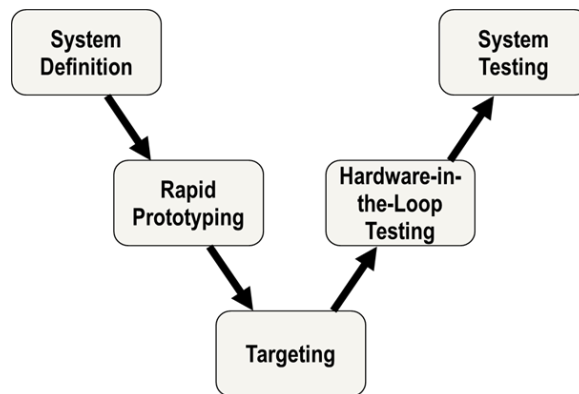 System
Definition
System
Testing
Rapid
Prototyping
Hardware-in-
the-Loop
Testing
Targeting